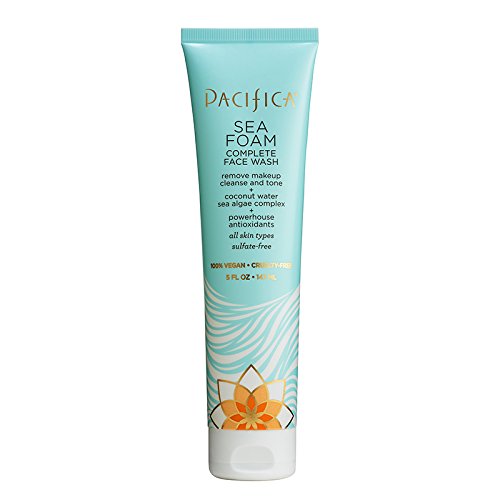 PACIFICA
SEA
FOAM
COMPLETE
FACE WASH
remove makeup
cleanse and tone
+
coconut water
sea algae complex
+
powerhouse
antioxidants
all skin types
sulfate-free
100% VEGAN • CRUELTY-FREE
5 FL OZ • 147 ML